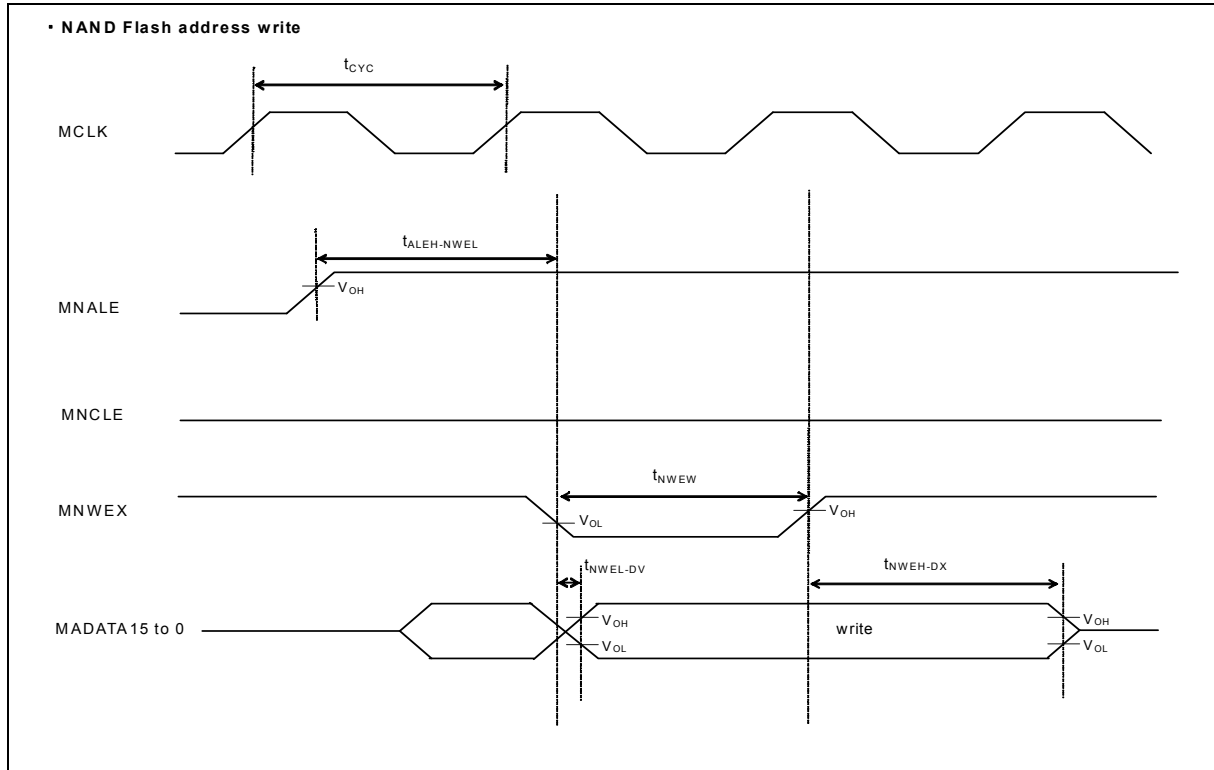 ・NAND Flash address write
tCYC
MCLK
tALEH-NWEL
VOH
MNALE
MNCLE
tNWEW
MNWEX
VOL
VOH
tNWEL-DV
tNWEH-DX
VOH
VOH
MADATA15 to 0
write
VOL
VOL